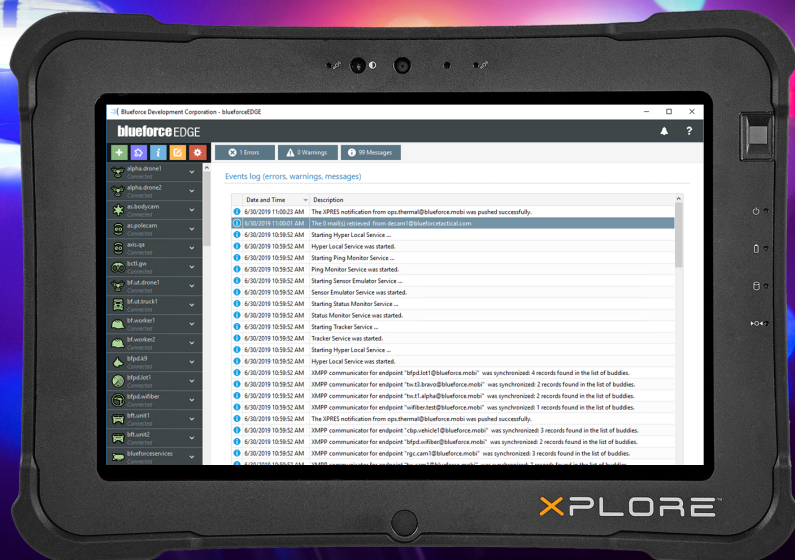 Blueforce Development Corporation - blueforceEDGE
blueforce EDGE
?
1 Errors
0 Warnings
99 Messages
alpha.drone1
Connected
alpha.drone2
Connected
as.bodycam
Connected
as.polecam
Connected
axis.qa
Connected
bctl.gw
Connected
bf.ut.drone1
Connected
bf.ut.truck1
Connected
bf.worker1
Connected
bf.worker2
Connected
bfpd.k9
Connected
bfpd.lot1
Connected
bfpd.wifiber
Connected
bft.unit1
Connected
bft.unit2
Connected
blueforceservices
Connected
Events log (errors, warnings, messages)
Date and Time Description
6/30/2019 11:00:23 AM The XPRES notification from ops.thermal@blueforce.mobi was pushed successfully.
6/30/2019 11:00:01 AM The 0 mail(s) retrieved from decam1@blueforcetactical.com
6/30/2019 10:59:52 AM Starting Hyper Local Service ...
6/30/2019 10:59:52 AM Hyper Local Service was started.
6/30/2019 10:59:52 AM Starting Ping Monitor Service ...
6/30/2019 10:59:52 AM Ping Monitor Service was started.
6/30/2019 10:59:52 AM Starting Sensor Emulator Service ...
6/30/2019 10:59:52 AM Sensor Emulator Service was started.
6/30/2019 10:59:52 AM Starting Status Monitor Service ...
6/30/2019 10:59:52 AM Status Monitor Service was started.
6/30/2019 10:59:52 AM Starting Tracker Service ...
6/30/2019 10:59:52 AM Tracker Service was started.
6/30/2019 10:59:52 AM Starting Hyper Local Service ...
6/30/2019 10:59:52 AM Hyper Local Service was started.
6/30/2019 10:59:52 AM XMPP communicator for endpoint "bfpd.lot1@blueforce.mobi" was synchronized: 4 records found in the list of buddies.
6/30/2019 10:59:52 AM XMPP communicator for endpoint "tw.t3.bravo@blueforce.mobi" was synchronized: 2 records found in the list of buddies.
6/30/2019 10:59:52 AM XMPP communicator for endpoint "tw.t1.alpha@blueforce.mobi" was synchronized: 2 records found in the list of buddies.
6/30/2019 10:59:52 AM XMPP communicator for endpoint "wifiber.test@blueforce.mobi" was synchronized: 1 records found in the list of buddies.
6/30/2019 10:59:52 AM The XPRES notification from ops.thermal@blueforce.mobi was pushed successfully.
6/30/2019 10:59:52 AM XMPP communicator for endpoint "cbp.vehicle1@blueforce.mobi" was synchronized: 3 records found in the list of buddies.
6/30/2019 10:59:52 AM XMPP communicator for endpoint "bfpd.wifiber@blueforce.mobi" was synchronized: 2 records found in the list of buddies.
6/30/2019 10:59:52 AM XMPP communicator for endpoint "rgc.cam1@blueforce.mobi" was synchronized: 3 records found in the list of buddies.
XPLORE